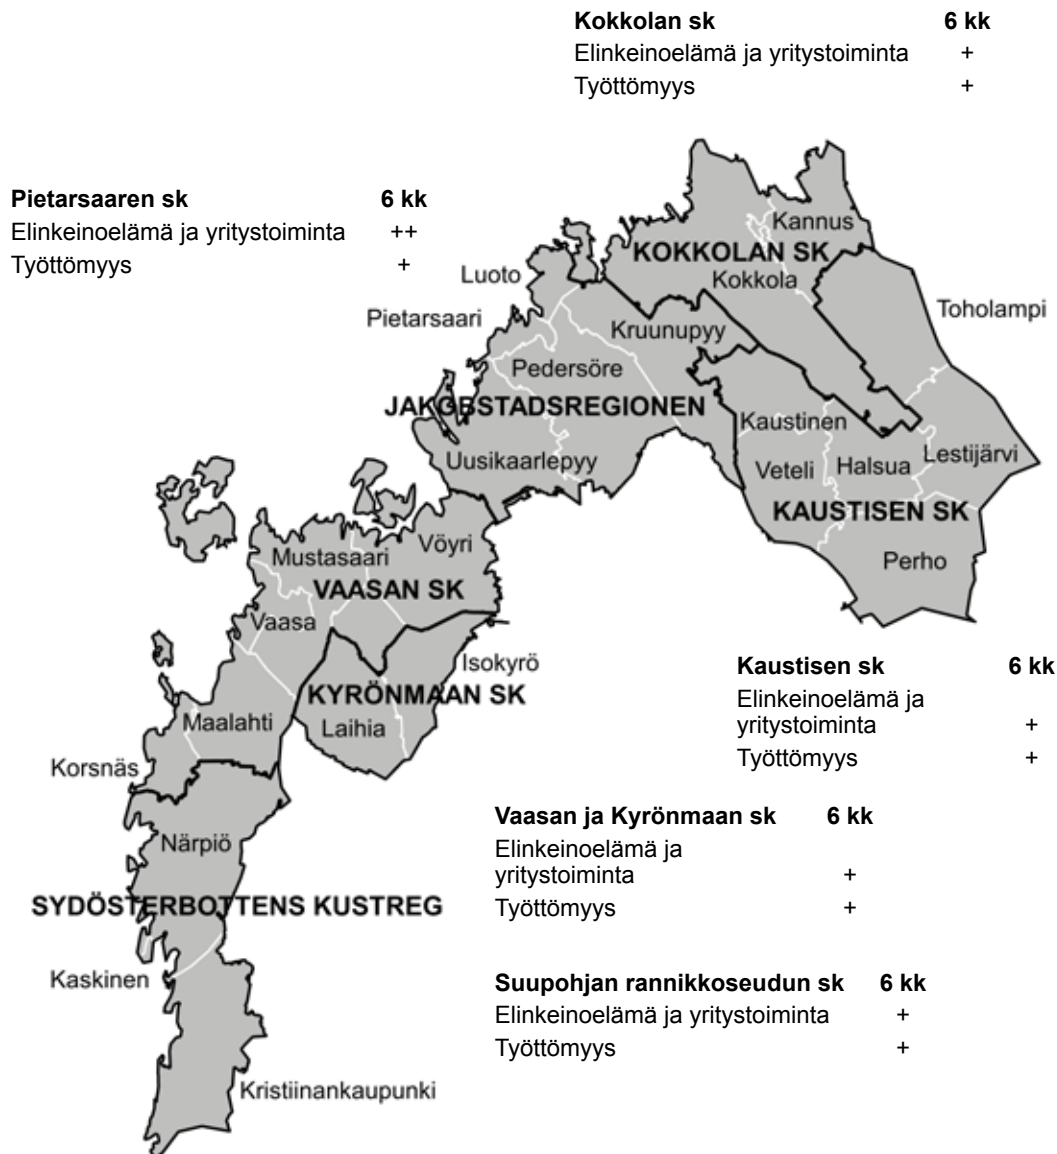 Kokkolan sk 6 kk
Elinkeinoelämä ja yritystoiminta +
Työttömyys +
Pietarsaaren sk 6 kk
Elinkeinoelämä ja yritystoiminta ++
Työttömyys +
Kannus
KOKKOLAN SK
Kokkola
Luoto
Toholampi
Pietarsaari
Kruunupyy
Pedersöre
JAKOBSTADSREGIONEN
Kaustinen
Uusikaarlepyy
Veteli
Halsua
Lestijärvi
KAUSTISEN SK
Perho
Vöyri
Mustasaari
VAASAN SK
Vaasa
Isokyrö
KYRÖNMAAN SK
Laihia
Maalahti
Korsnäs
Närpiö
SYDÖSTERBOTTENS KUSTREG
Kaskinen
Kristiinankaupunki
Kaustisen sk 6 kk
Elinkeinoelämä ja
yritystoiminta +
Työttömyys +
Vaasan ja Kyrönmaan sk 6 kk
Elinkeinoelämä ja
yritystoiminta +
Työttömyys +
Suupohjan rannikkoseudun sk 6 kk
Elinkeinoelämä ja yritystoiminta +
Työttömyys +